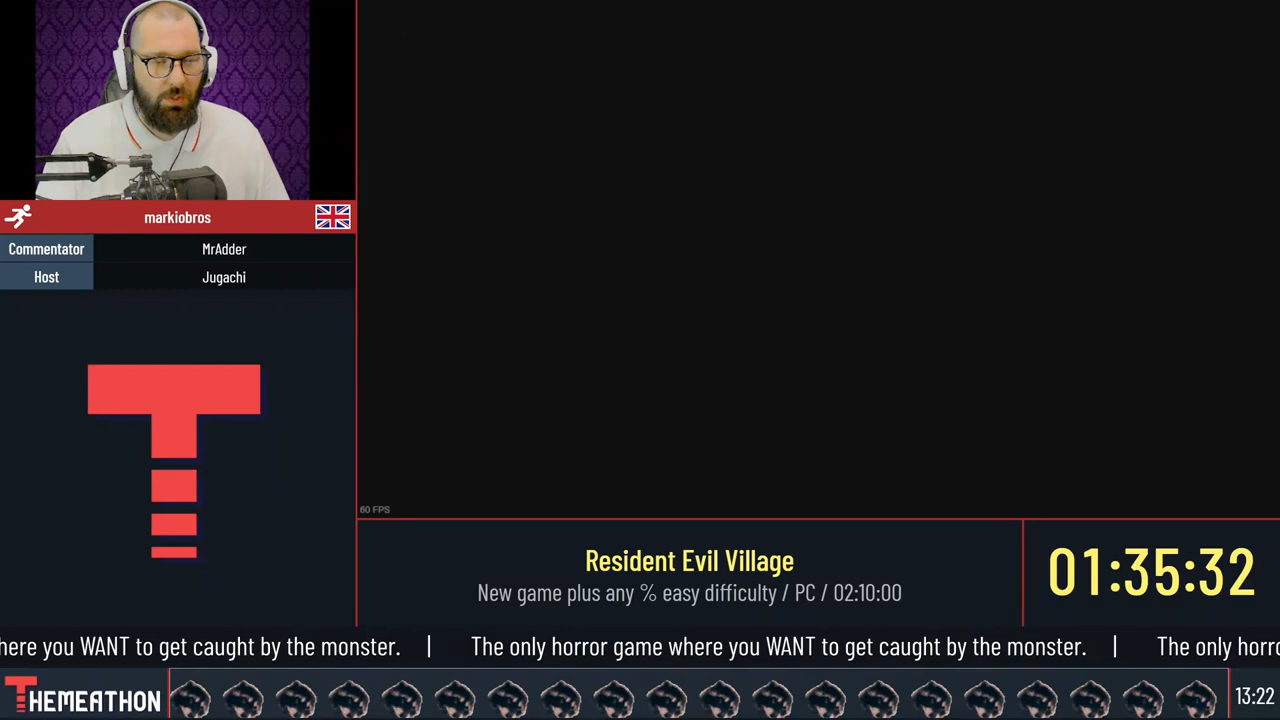 markiobros
Commentator MrAdder
Host Jugachi
60 FPS
Resident Evil Village
New game plus any % easy difficulty / PC / 02:10:00
01:35:32
here you WANT to get caught by the monster. | The only horror game where you WANT to get caught by the monster. | The only horro
THEMEATHON
13:22